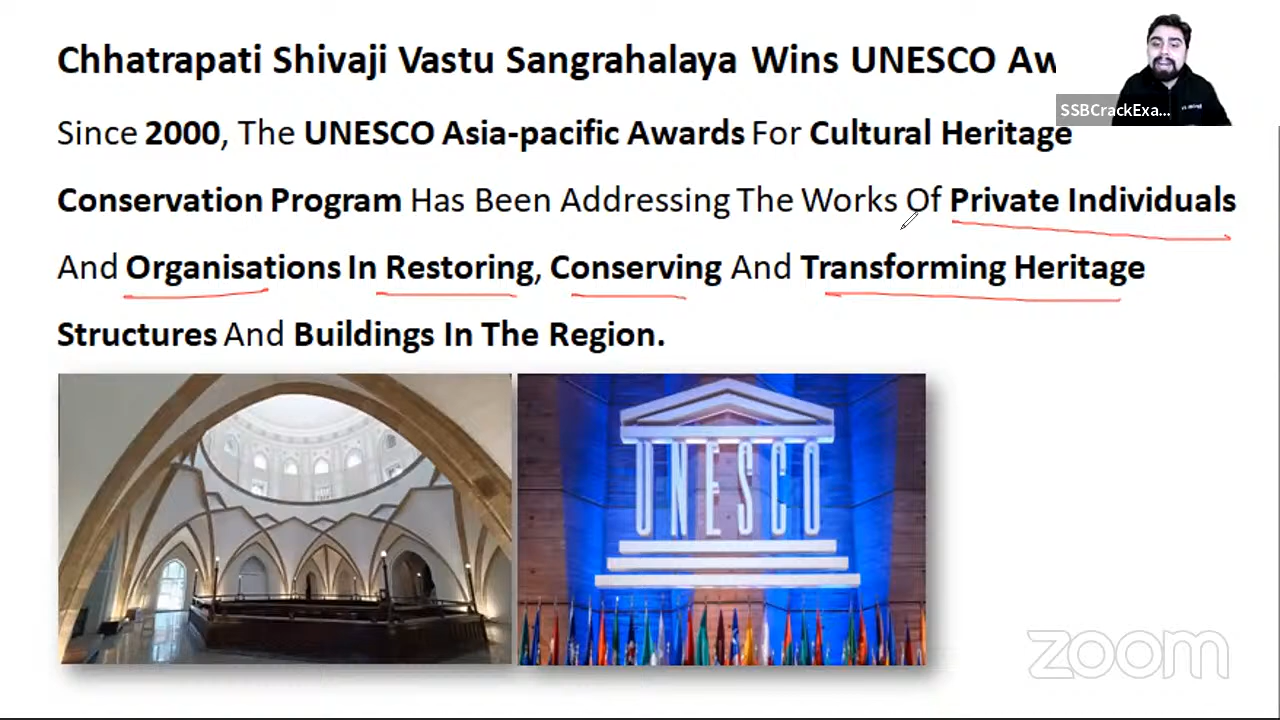 Chhatrapati Shivaji Vastu Sangrahalaya Wins UNESCO Aw
SSBCrackExa...
Since 2000, The UNESCO Asia-pacific Awards For Cultural Heritage
Conservation Program Has Been Addressing The Works Of Private Individuals
And Organisations In Restoring, Conserving And Transforming Heritage
Structures And Buildings In The Region.
UNESCO
zoom